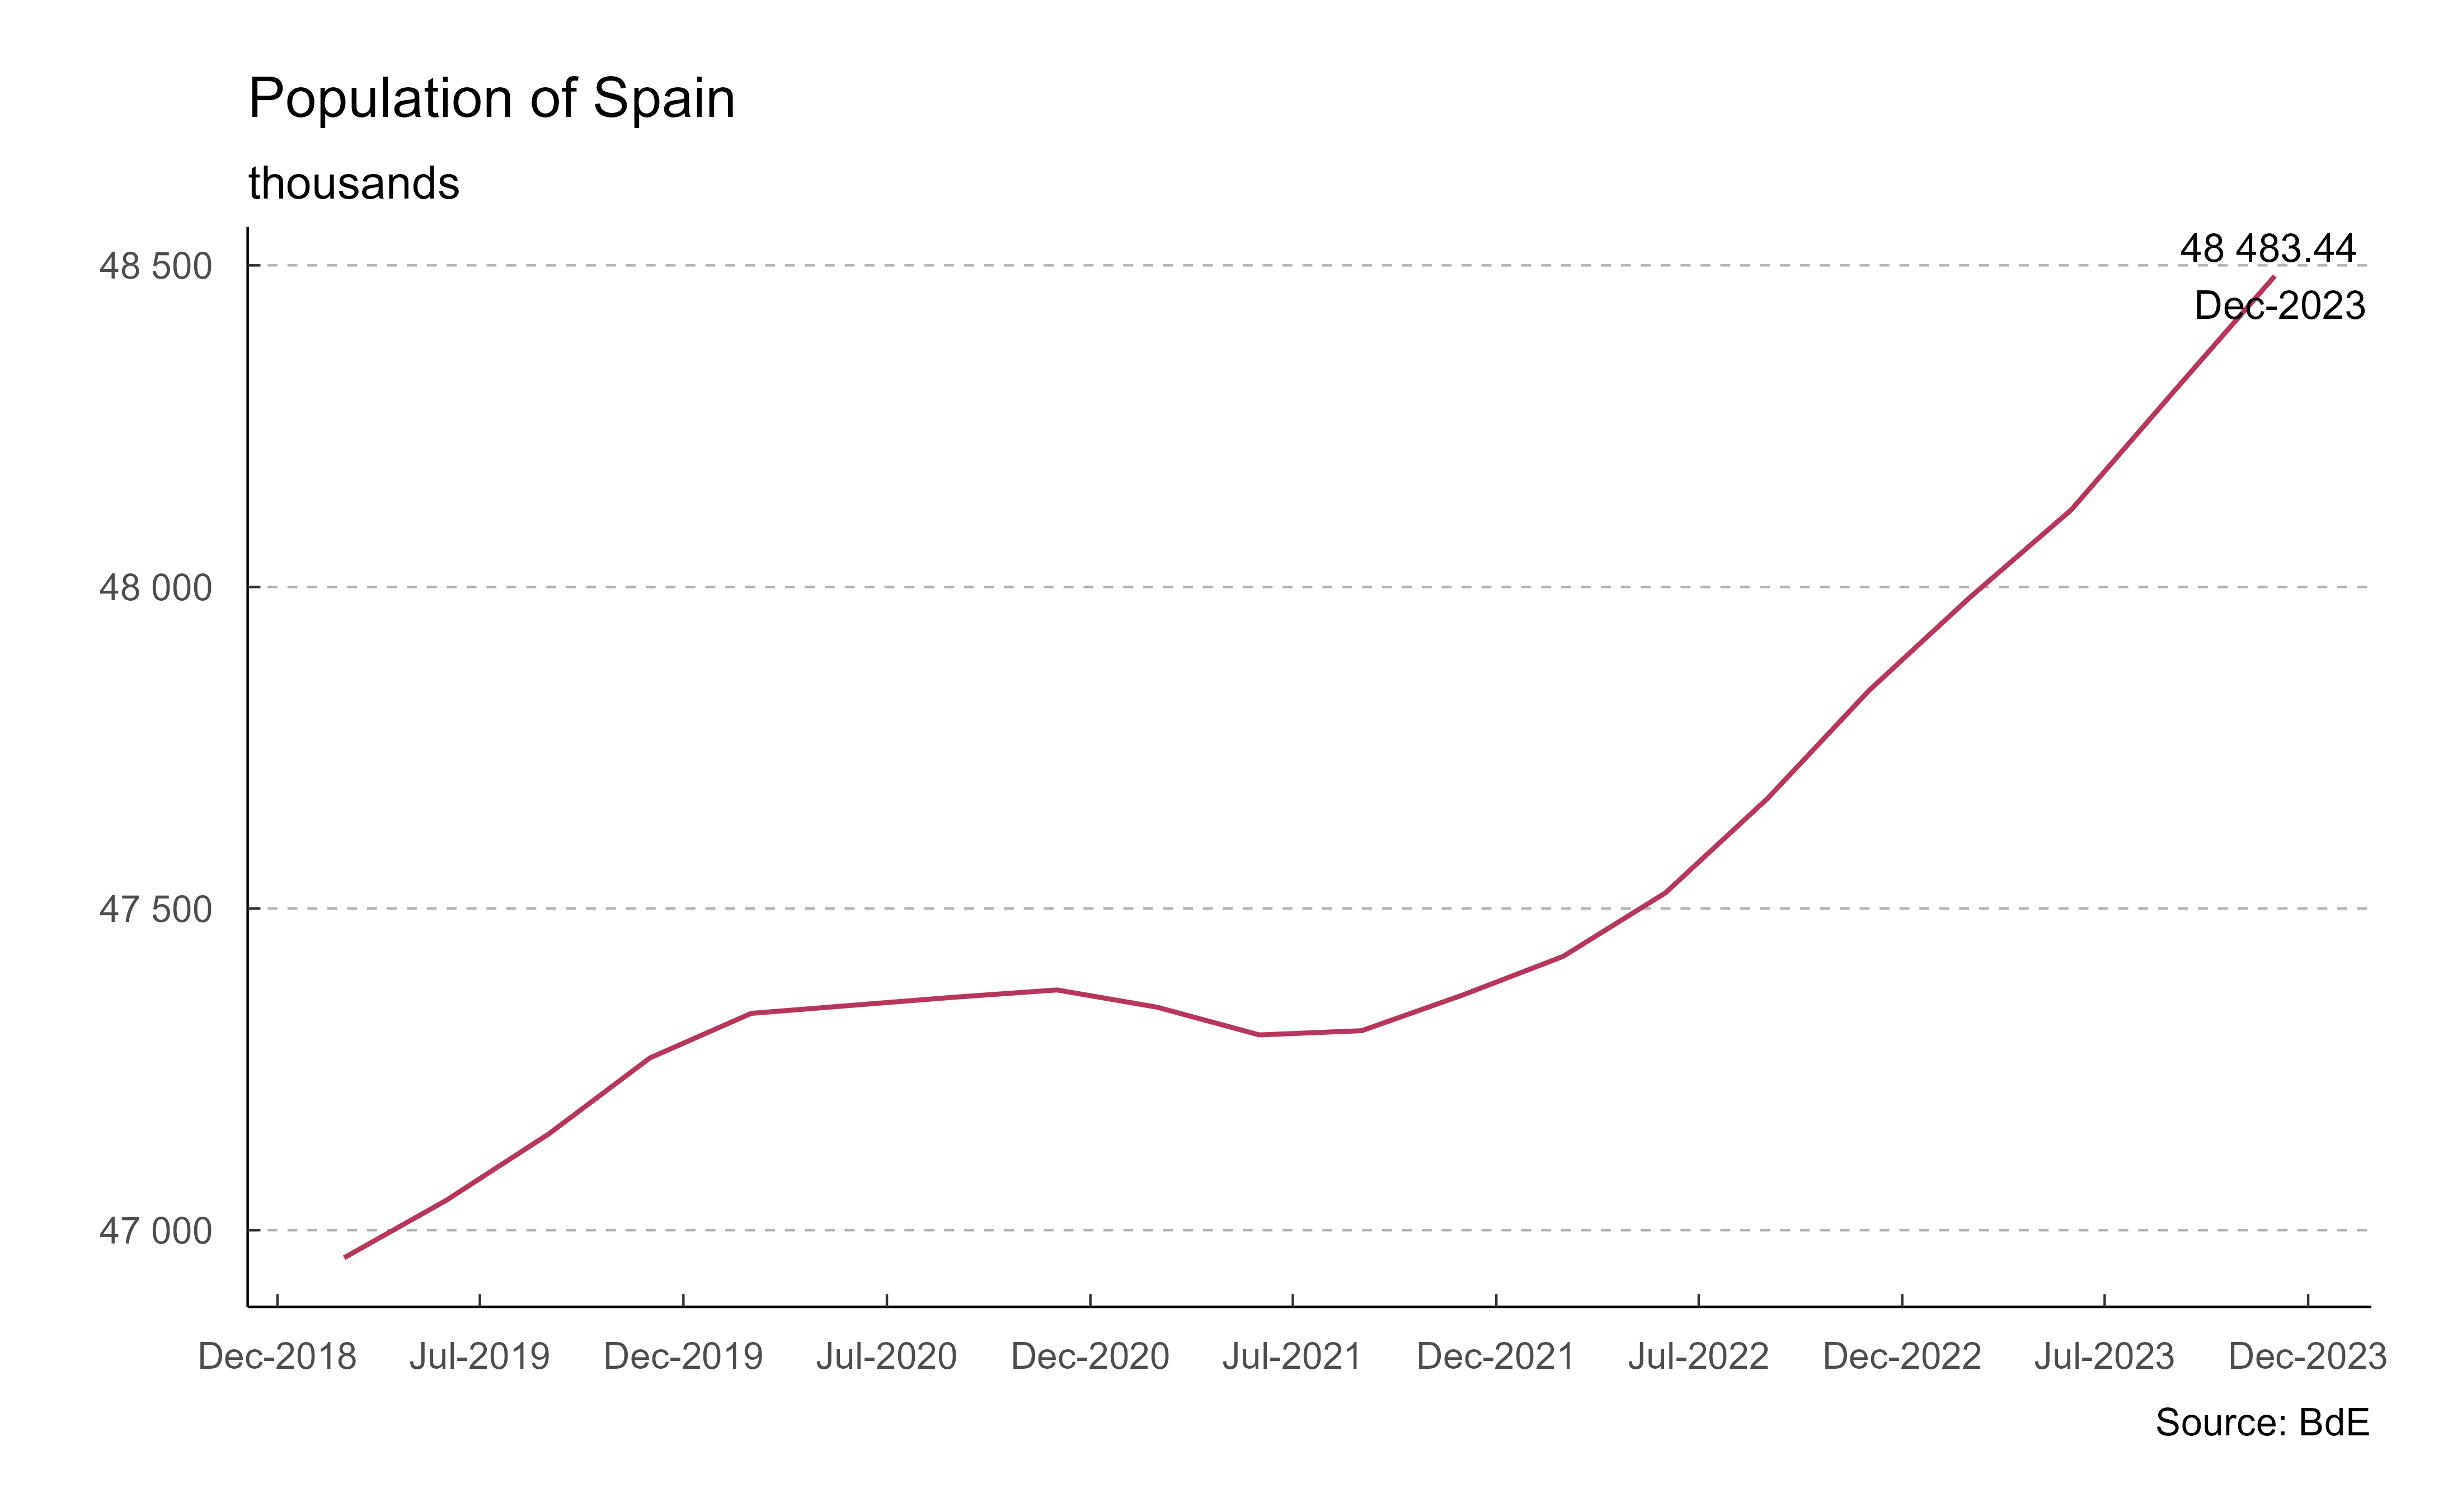 Population of Spain
thousands
48 483.44
Dec-2023
48 500
48 000
47 500
47 000
Dec-2018 Jul-2019 Dec-2019 Jul-2020 Dec-2020 Jul-2021 Dec-2021 Jul-2022 Dec-2022 Jul-2023 Dec-2023
Source: BdE